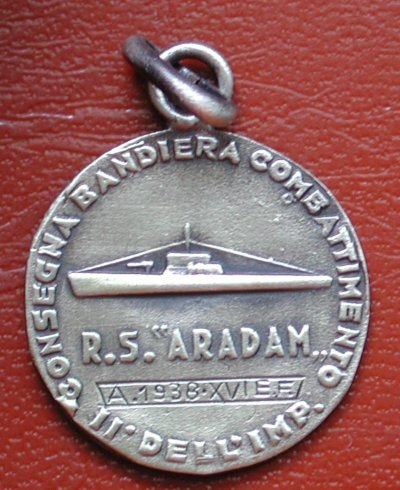 CONSEGNA BANDIERA COMBATTIMENTO
R.S. "ARADAM"
A.1938·XVI E.F.
II° DELL'IMP.